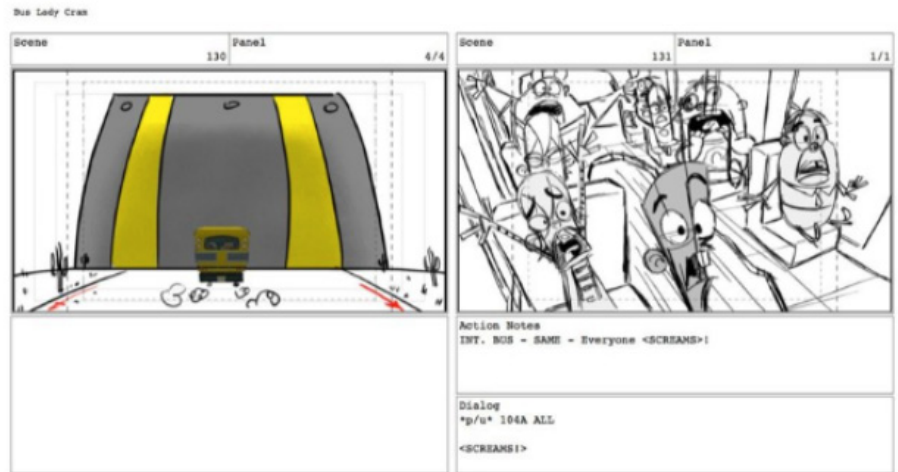 Bus Lady Cram
Scene
130
Panel
4/4
Scene
131
Panel
1/1
Action Notes
INT. BUS - SAME - Everyone <SCREAMS>!
Dialog
*p/u* 104A ALL
<SCREAMS!>